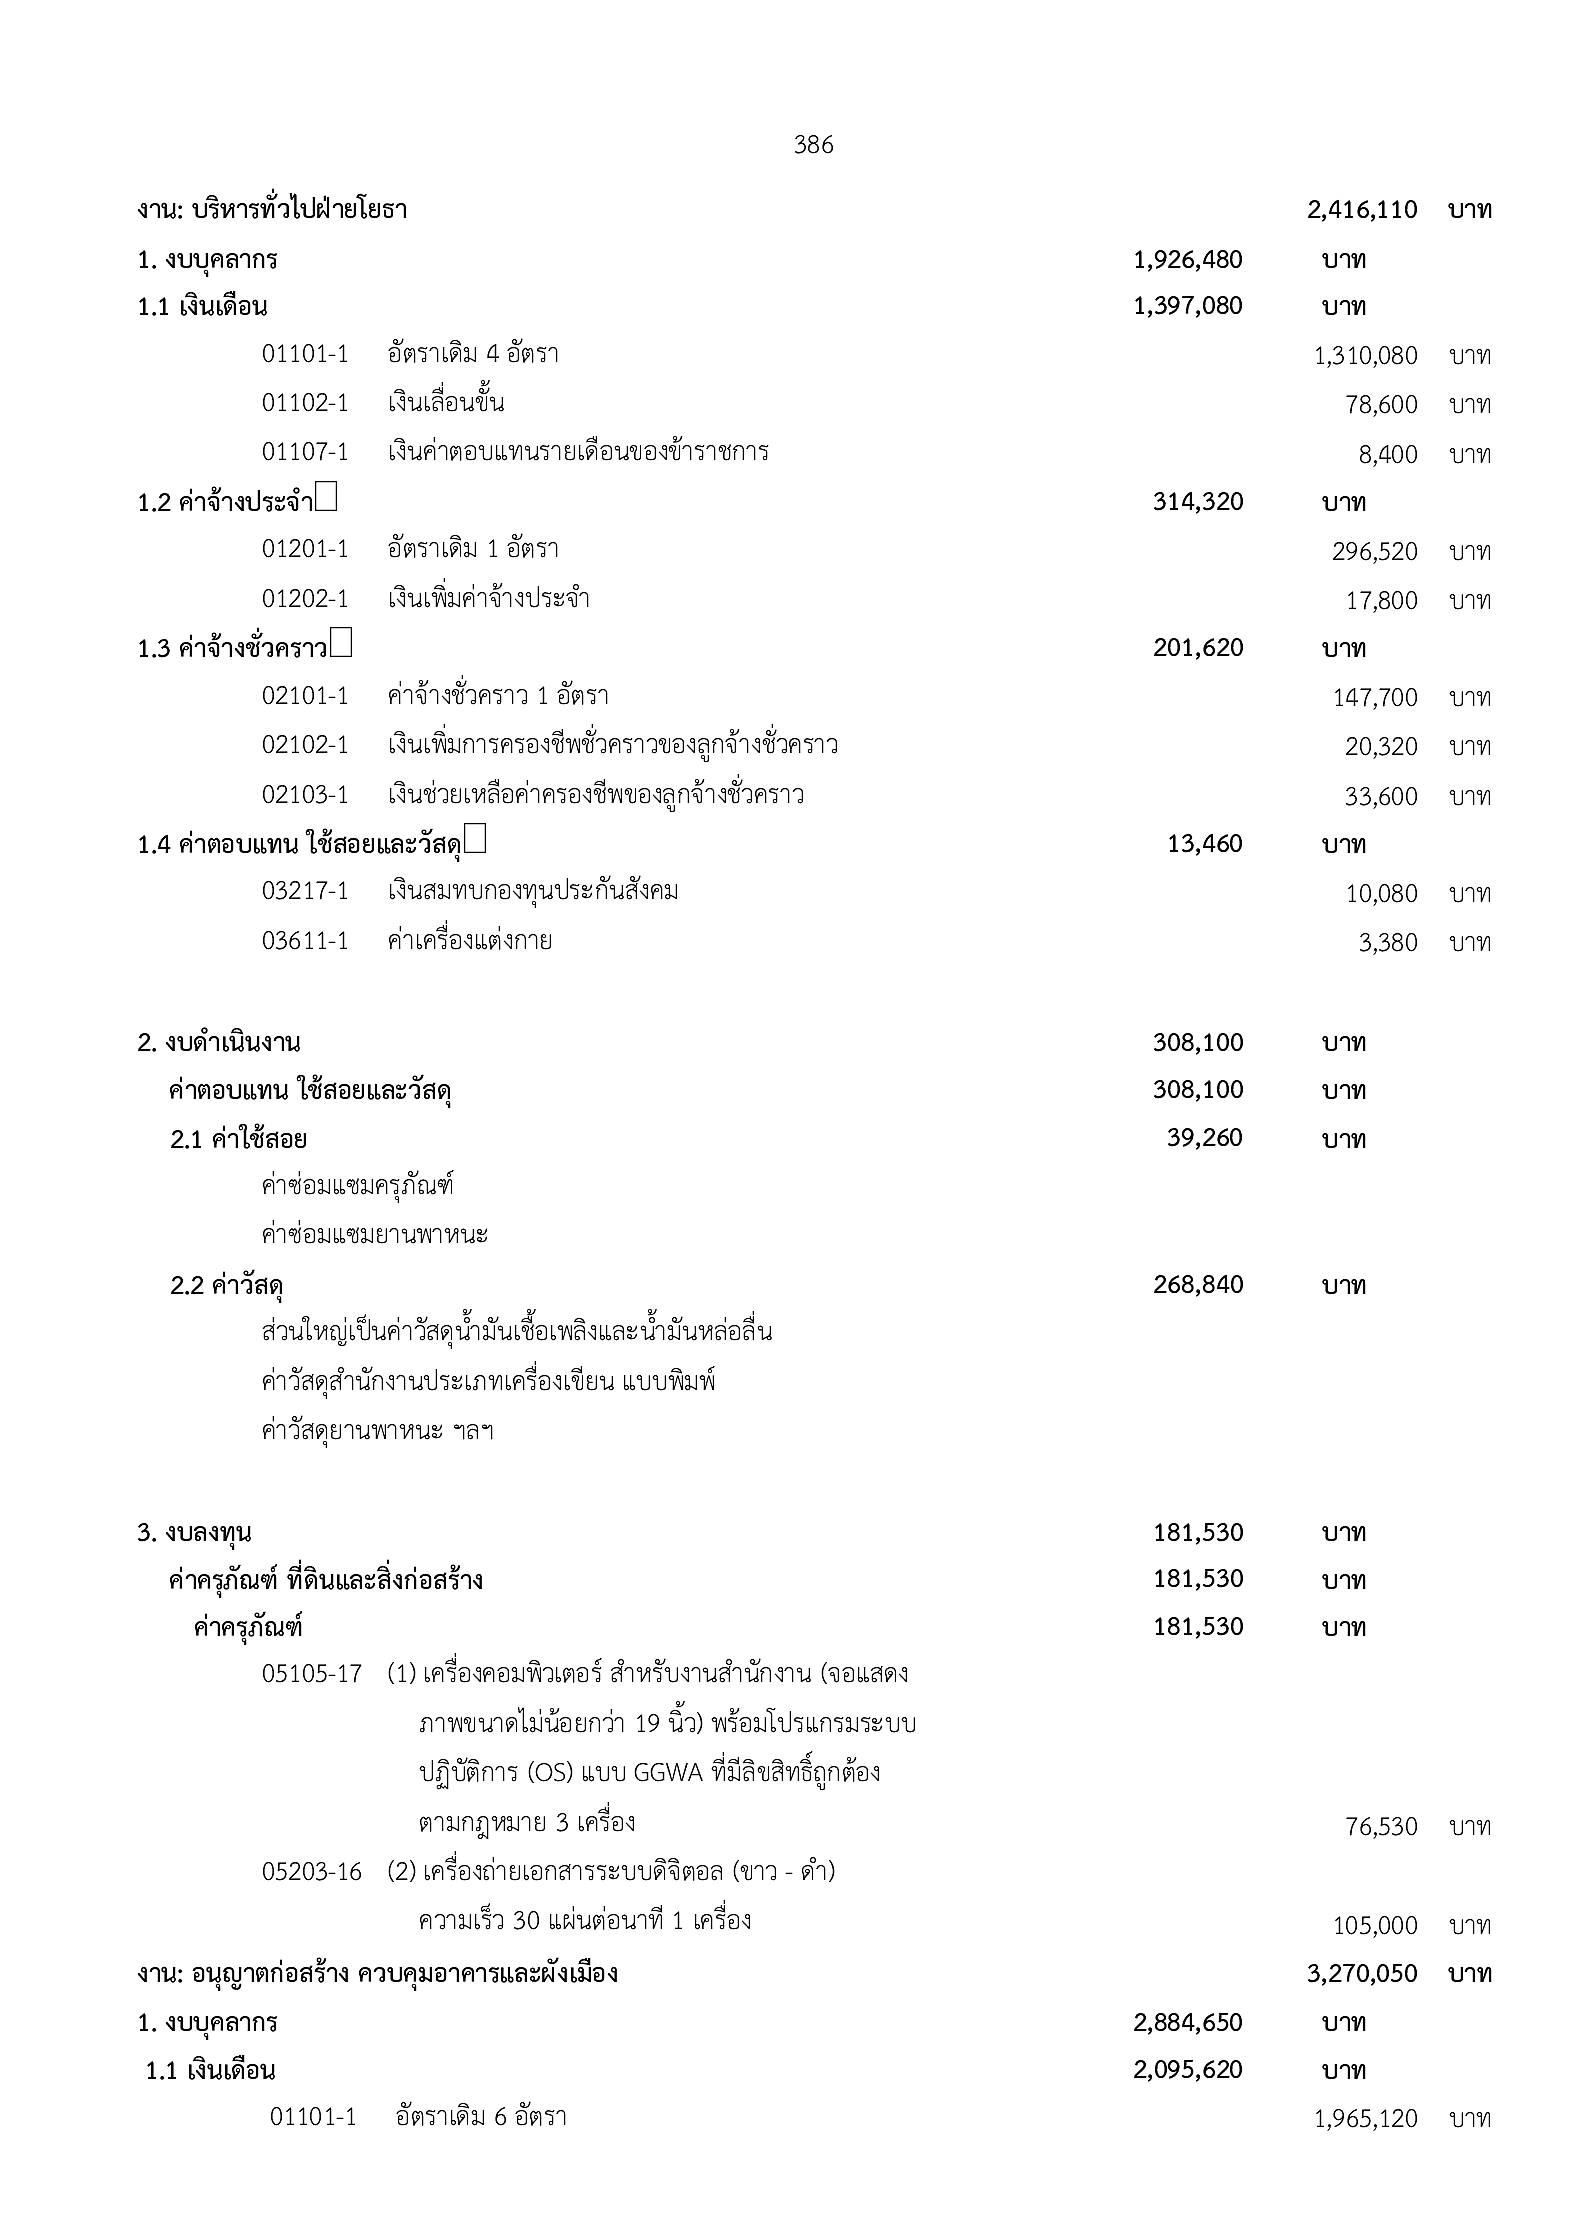 386
งาน: บริหารทั่วไปฝ่ายโยธา 2,416,110 บาท
1. งบบุคลากร 1,926,480 บาท
1.1 เงินเดือน 1,397,080 บาท
01101-1 อัตราเดิม 4 อัตรา 1,310,080 บาท
01102-1 เงินเลื่อนขั้น 78,600 บาท
01107-1 เงินค่าตอบแทนรายเดือนของข้าราชการ 8,400 บาท
1.2 ค่าจ้างประจำ 314,320 บาท
01201-1 อัตราเดิม 1 อัตรา 296,520 บาท
01202-1 เงินเพิ่มค่าจ้างประจำ 17,800 บาท
1.3 ค่าจ้างชั่วคราว 201,620 บาท
02101-1 ค่าจ้างชั่วคราว 1 อัตรา 147,700 บาท
02102-1 เงินเพิ่มการครองชีพชั่วคราวของลูกจ้างชั่วคราว 20,320 บาท
02103-1 เงินช่วยเหลือค่าครองชีพของลูกจ้างชั่วคราว 33,600 บาท
1.4 ค่าตอบแทน ใช้สอยและวัสดุ 13,460 บาท
03217-1 เงินสมทบกองทุนประกันสังคม 10,080 บาท
03611-1 ค่าเครื่องแต่งกาย 3,380 บาท
2. งบดำเนินงาน 308,100 บาท
ค่าตอบแทน ใช้สอยและวัสดุ 308,100 บาท
2.1 ค่าใช้สอย 39,260 บาท
ค่าซ่อมแซมครุภัณฑ์
ค่าซ่อมแซมยานพาหนะ
2.2 ค่าวัสดุ 268,840 บาท
ส่วนใหญ่เป็นค่าวัสดุน้ำมันเชื้อเพลิงและน้ำมันหล่อลื่น
ค่าวัสดุสำนักงานประเภทเครื่องเขียน แบบพิมพ์
ค่าวัสดุยานพาหนะ ฯลฯ
3. งบลงทุน 181,530 บาท
ค่าครุภัณฑ์ ที่ดินและสิ่งก่อสร้าง 181,530 บาท
ค่าครุภัณฑ์ 181,530 บาท
05105-17 (1) เครื่องคอมพิวเตอร์ สำหรับงานสำนักงาน (จอแสดง
ภาพขนาดไม่น้อยกว่า 19 นิ้ว) พร้อมโปรแกรมระบบ
ปฏิบัติการ (OS) แบบ GGWA ที่มีลิขสิทธิ์ถูกต้อง
ตามกฎหมาย 3 เครื่อง 76,530 บาท
05203-16 (2) เครื่องถ่ายเอกสารระบบดิจิตอล (ขาว - ดำ)
ความเร็ว 30 แผ่นต่อนาที 1 เครื่อง 105,000 บาท
งาน: อนุญาตก่อสร้าง ควบคุมอาคารและผังเมือง 3,270,050 บาท
1. งบบุคลากร 2,884,650 บาท
1.1 เงินเดือน 2,095,620 บาท
01101-1 อัตราเดิม 6 อัตรา 1,965,120 บาท